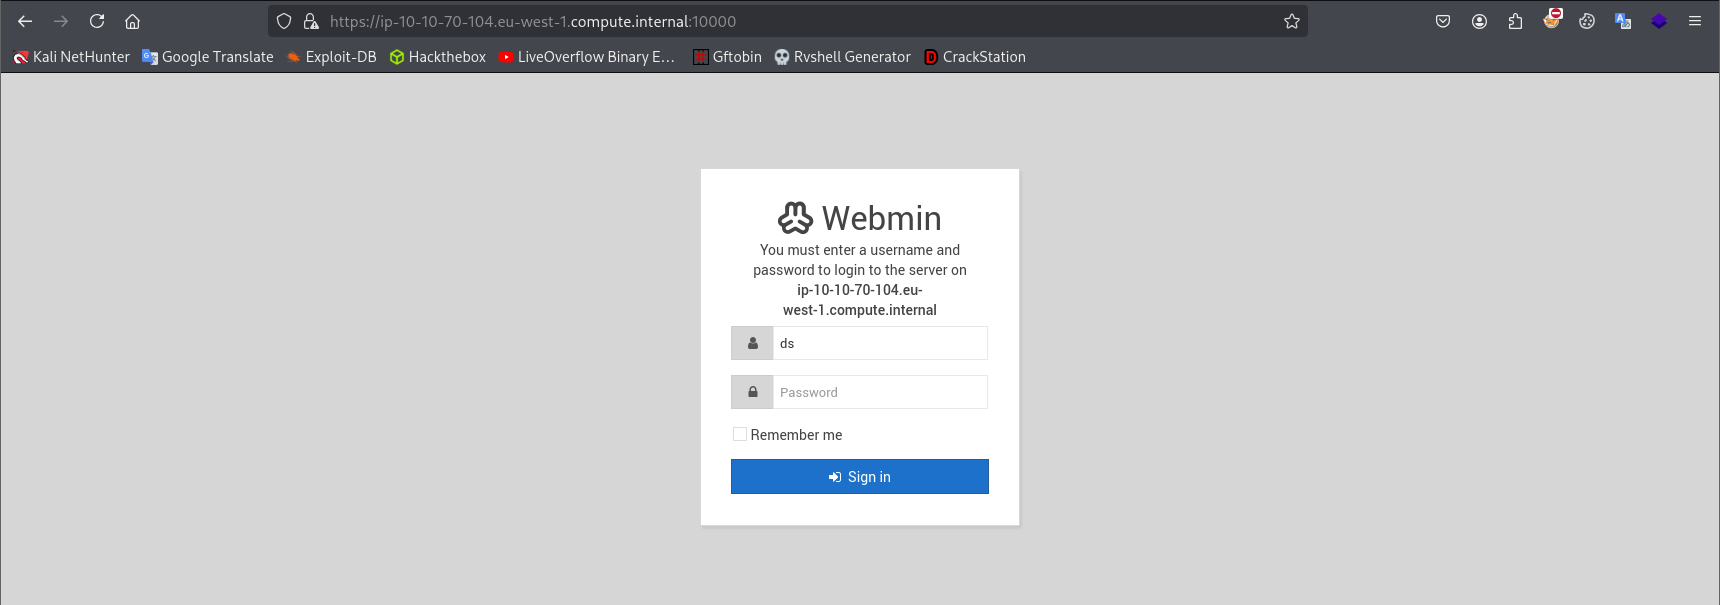 https://ip-10-10-70-104.eu-west-1.compute.internal:10000
Kali NetHunter Google Translate Exploit-DB Hackthebox LiveOverflow Binary E... Gftobin Rvshell Generator CrackStation
Webmin
You must enter a username and
password to login to the server on
ip-10-10-70-104.eu-
west-1.compute.internal
ds
Password
Remember me
Sign in